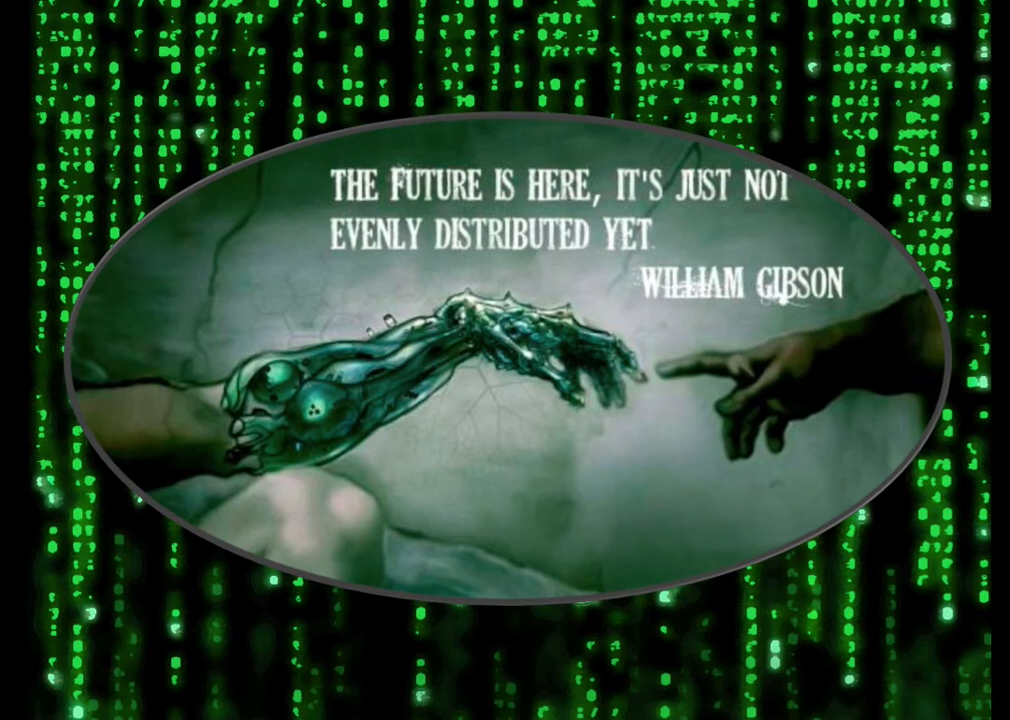 THE FUTURE IS HERE, IT'S JUST NOT
EVENLY DISTRIBUTED YET.
WILLIAM GIBSON